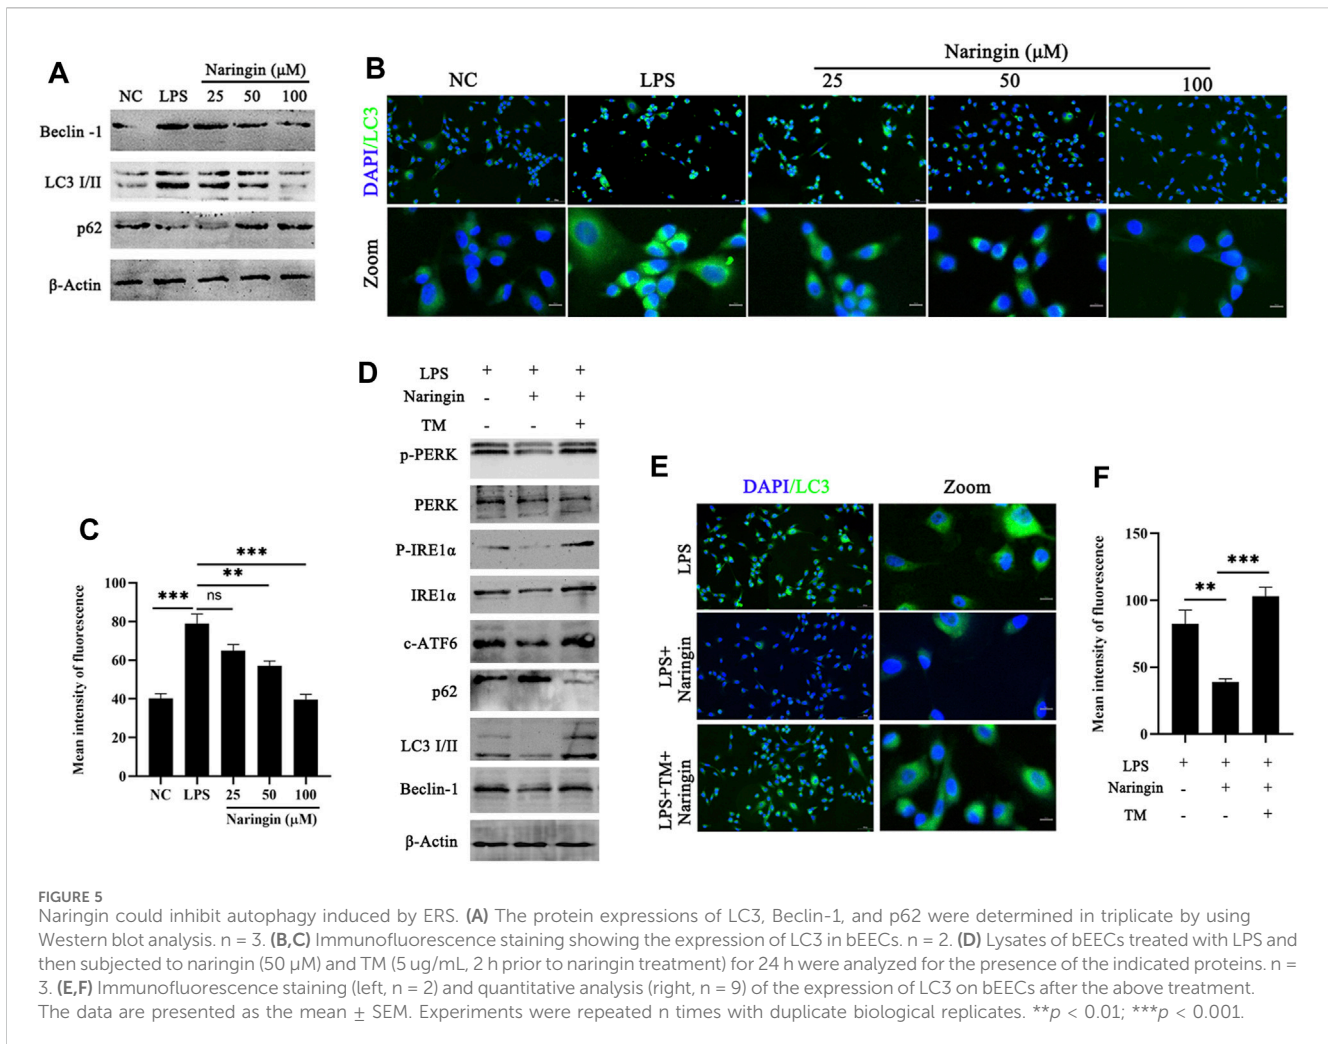 A
Naringin (μM)
NC LPS 25 50 100
Beclin -1
LC3 I/II
p62
β-Actin
B
Naringin (μM)
NC LPS 25 50 100
DAPI/LC3
Zoom
C
Mean intensity of fluorescence
100
80
60
40
20
0
***
**
*** ns
NC LPS 25 50 100
Naringin (μM)
D
LPS + + +
Naringin - + +
TM - - +
p-PERK
PERK
P-IRE1α
IRE1α
c-ATF6
p62
LC3 I/II
Beclin-1
β-Actin
E
DAPI/LC3 Zoom
LPS
LPS+
Naringin
LPS+TM+
Naringin
F
Mean intensity of fluorescence
150
100
50
0
***
**
LPS + + +
Naringin - + +
TM - - +
FIGURE 5
Naringin could inhibit autophagy induced by ERS. (A) The protein expressions of LC3, Beclin-1, and p62 were determined in triplicate by using
Western blot analysis. n = 3. (B,C) Immunofluorescence staining showing the expression of LC3 in bEECs. n = 2. (D) Lysates of bEECs treated with LPS and
then subjected to naringin (50 μM) and TM (5 ug/mL, 2 h prior to naringin treatment) for 24 h were analyzed for the presence of the indicated proteins. n =
3. (E,F) Immunofluorescence staining (left, n = 2) and quantitative analysis (right, n = 9) of the expression of LC3 on bEECs after the above treatment.
The data are presented as the mean ± SEM. Experiments were repeated n times with duplicate biological replicates. **p < 0.01; ***p < 0.001.